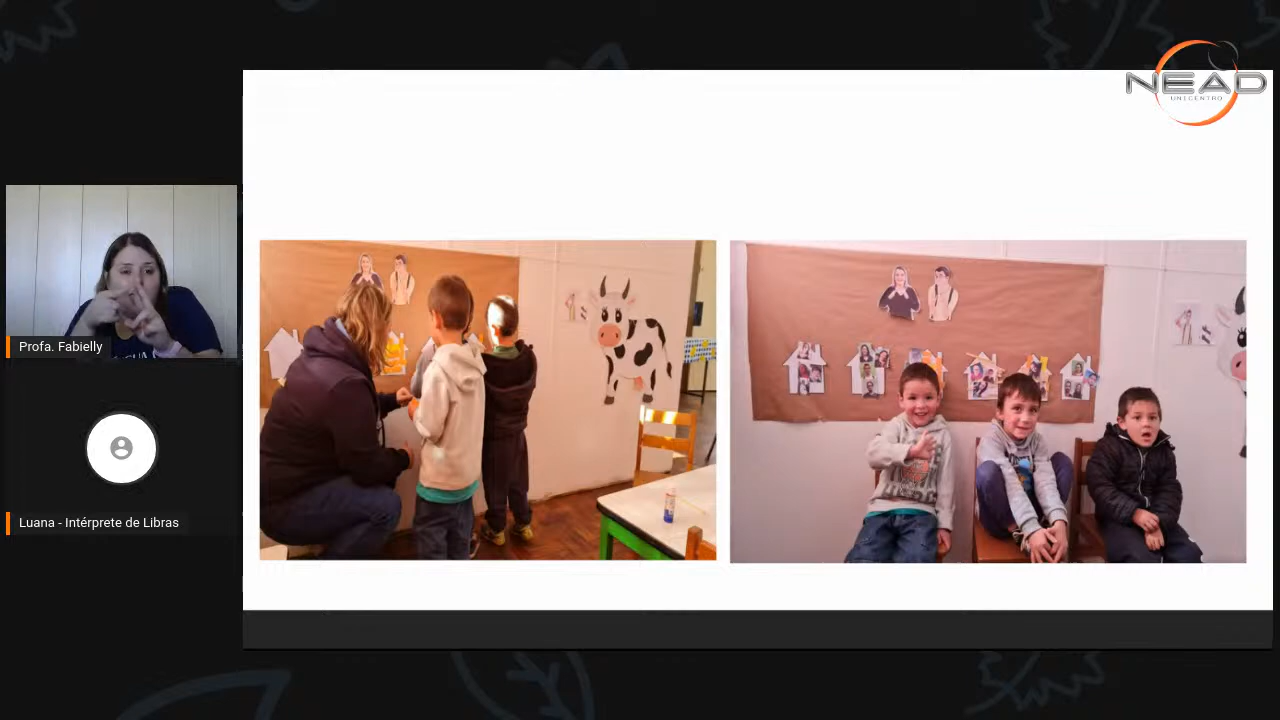 NEAD
UNICENTRO
Profa. Fabielly
Luana - Intérprete de Libras